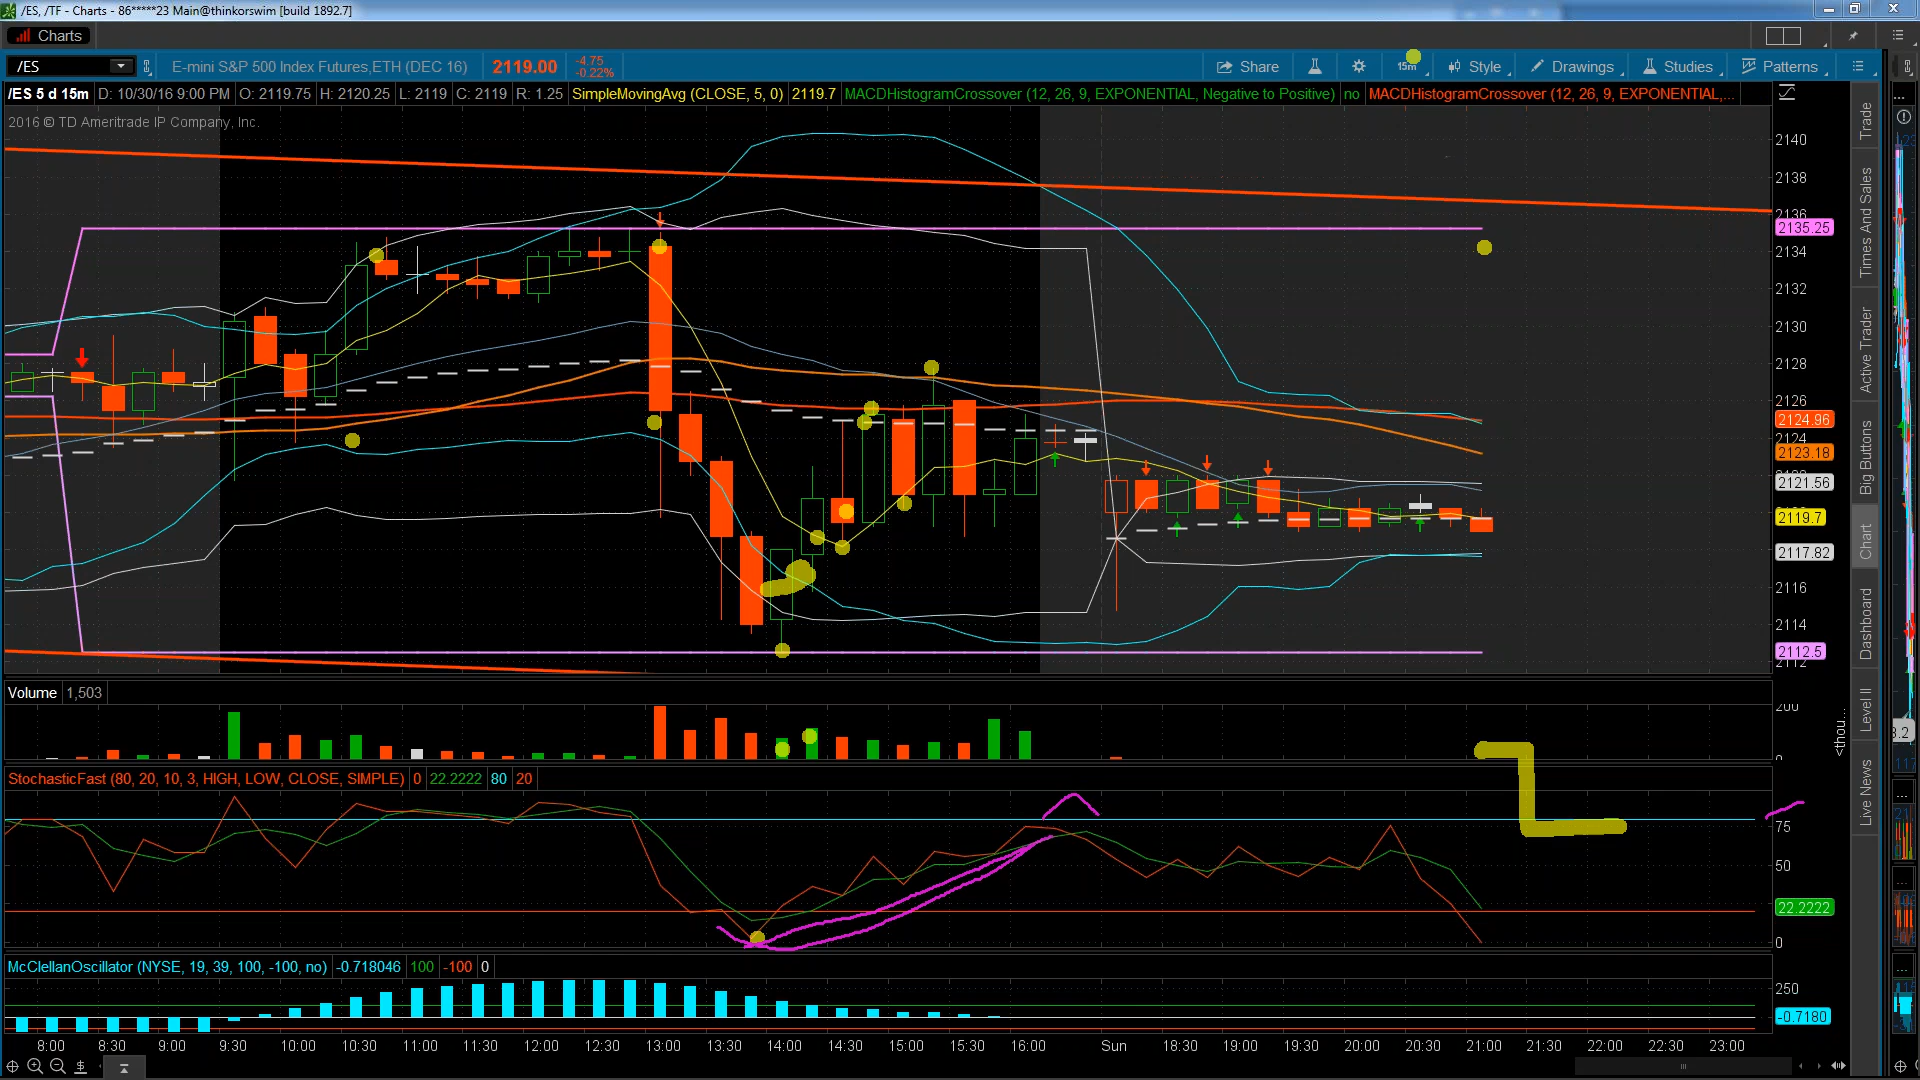 /ES, /TF - Charts - 86*****23 Main@thinkorswim [build 1892.7]
Charts
/ES E-mini S&P 500 Index Futures,ETH (DEC 16) 2119.00 -4.75 -0.22% Share 15m Style Drawings Studies Patterns
/ES 5 d 15m D: 10/30/16 9:00 PM O: 2119.75 H: 2120.25 L: 2119 C: 2119 R: 1.25 SimpleMovingAvg (CLOSE, 5, 0) 2119.7 MACDHistogramCrossover (12, 26, 9, EXPONENTIAL, Negative to Positive) no MACDHistogramCrossover (12, 26, 9, EXPONENTIAL,...
2016 © TD Ameritrade IP Company, Inc.
2140
2138
2136
2135.25
2134
2132
2130
2128
2126
2124.96
2124
2123.18
2121.56
2119.7
2117.82
2116
2114
2112.5
2112
Trade
Times And Sales
Active Trader
Big Buttons
Chart
Dashboard
Level II
Live News
Volume 1,503
200
0
<thou...
StochasticFast (80, 20, 10, 3, HIGH, LOW, CLOSE, SIMPLE) 0 22.2222 80 20
75
50
22.2222
0
McClellanOscillator (NYSE, 19, 39, 100, -100, no) -0.718046 100 -100 0
250
-0.7180
8:00 8:30 9:00 9:30 10:00 10:30 11:00 11:30 12:00 12:30 13:00 13:30 14:00 14:30 15:00 15:30 16:00 Sun 18:30 19:00 19:30 20:00 20:30 21:00 21:30 22:00 22:30 23:00